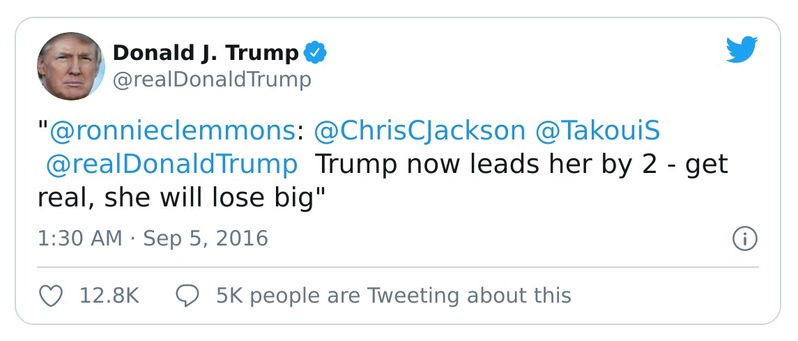 Donald J. Trump
@realDonaldTrump
"@ronnieclemmons: @ChrisCJackson @TakouiS
@realDonaldTrump  Trump now leads her by 2 - get
real, she will lose big"
1:30 AM · Sep 5, 2016
12.8K 5K people are Tweeting about this